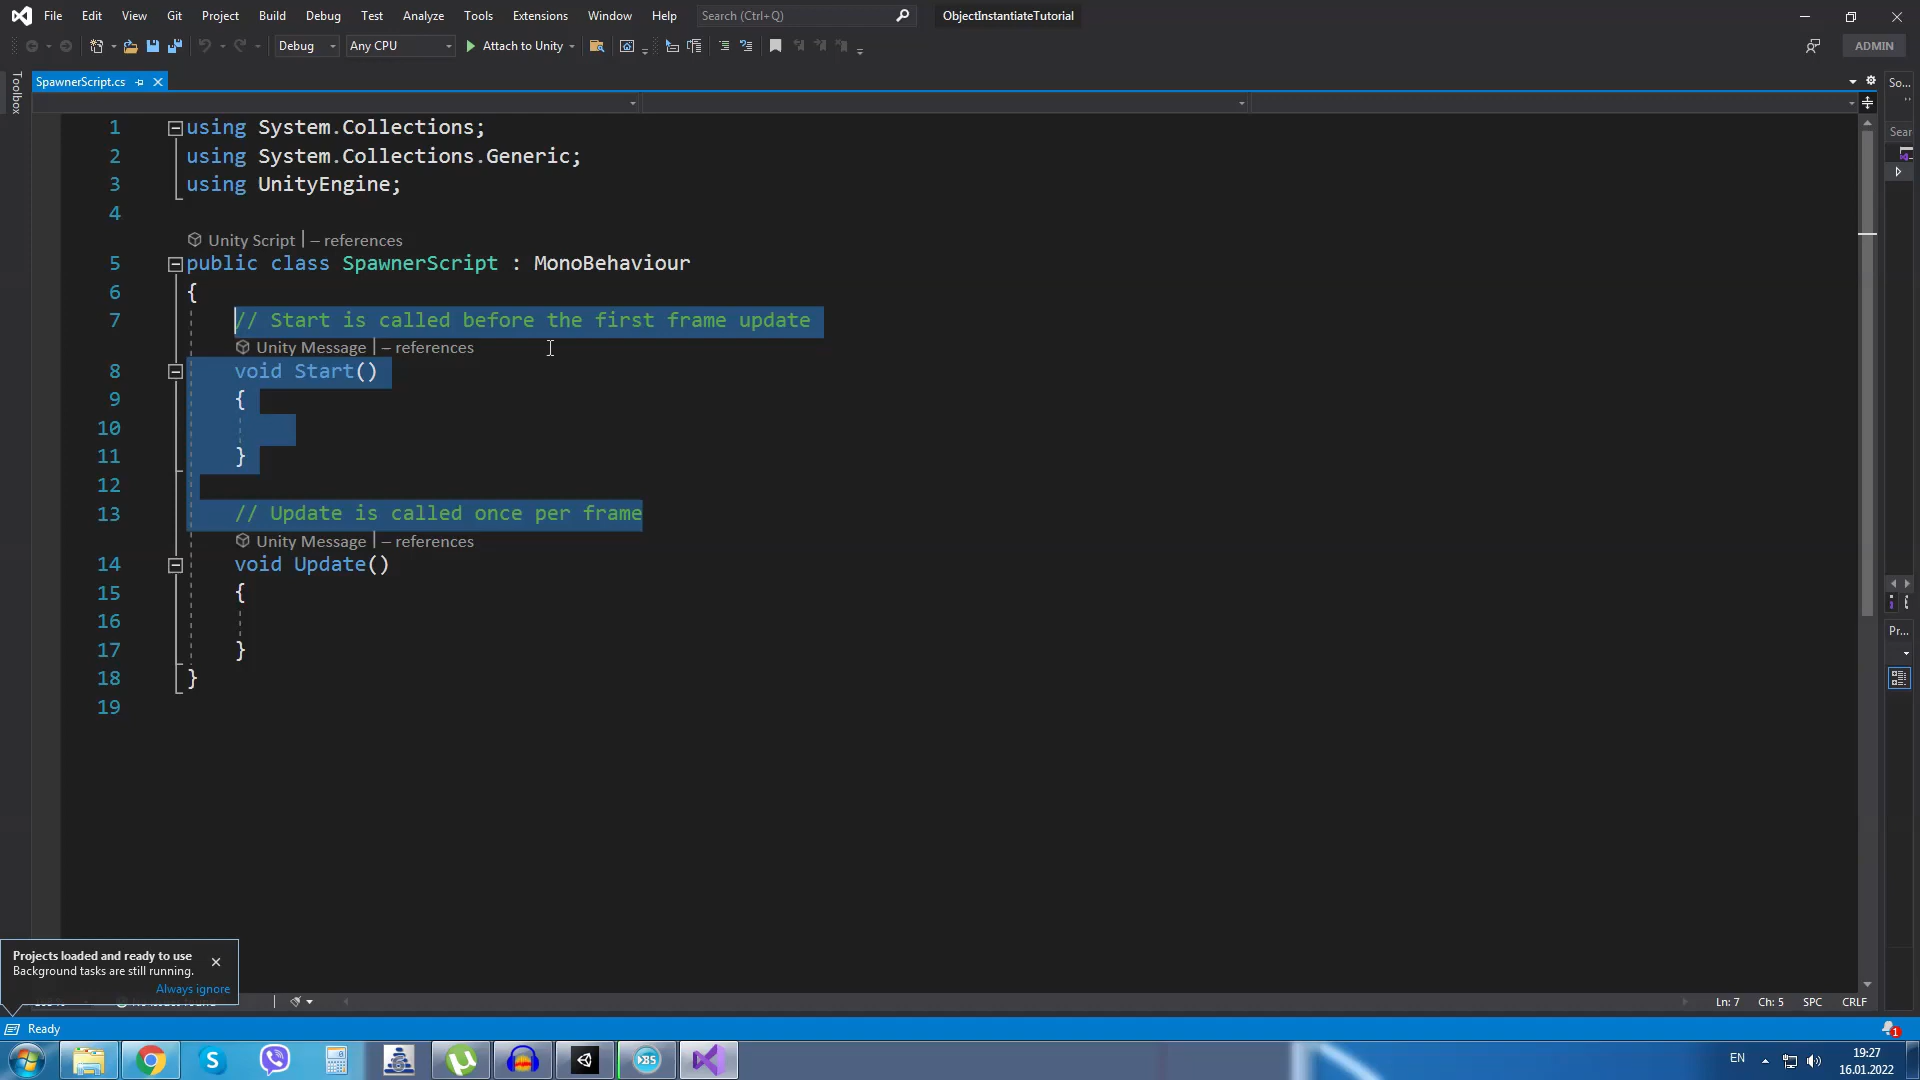 File Edit View Git Project Build Debug Test Analyze Tools Extensions Window Help Search (Ctrl+Q) ObjectInstantiateTutorial
Debug Any CPU Attach to Unity ADMIN
Toolbox
SpawnerScript.cs
So...
Sear
Pr...
1 using System.Collections;
2 using System.Collections.Generic;
3 using UnityEngine;
4
Unity Script | – references
5 public class SpawnerScript : MonoBehaviour
6 {
7 // Start is called before the first frame update
Unity Message | – references
8 void Start()
9 {
10
11 }
12
13 // Update is called once per frame
Unity Message | – references
14 void Update()
15 {
16
17 }
18 }
19
Projects loaded and ready to use
Background tasks are still running.
Always ignore
Ln: 7 Ch: 5 SPC CRLF
Ready 1
EN 19:27
16.01.2022